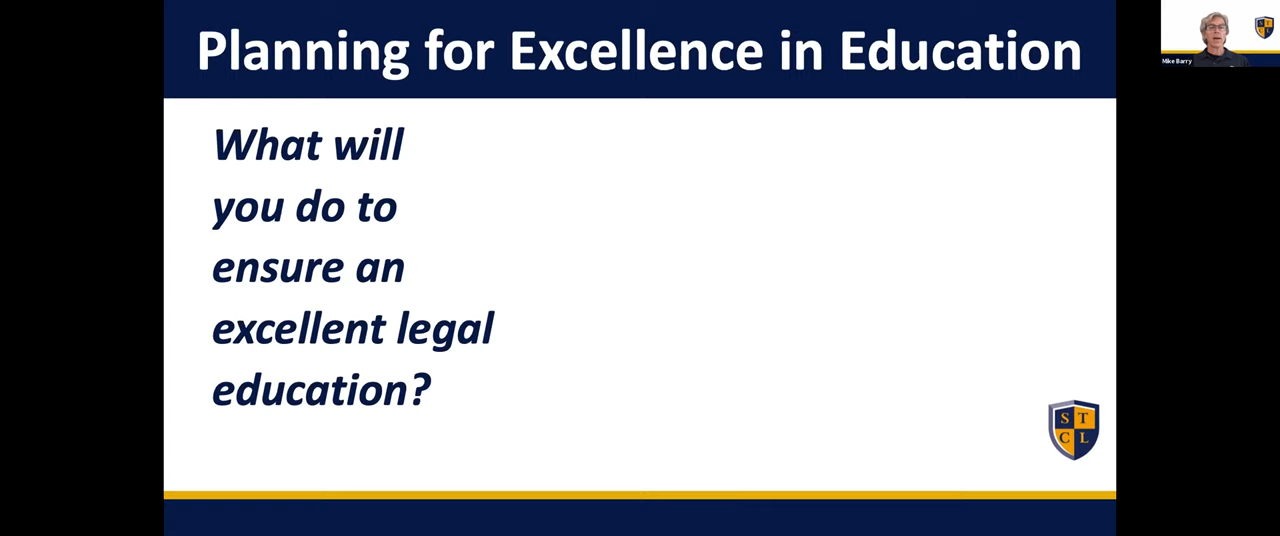 Planning for Excellence in Education
Mike Barry
What will
you do to
ensure an
excellent legal
education?
S T
C L
S T
C L